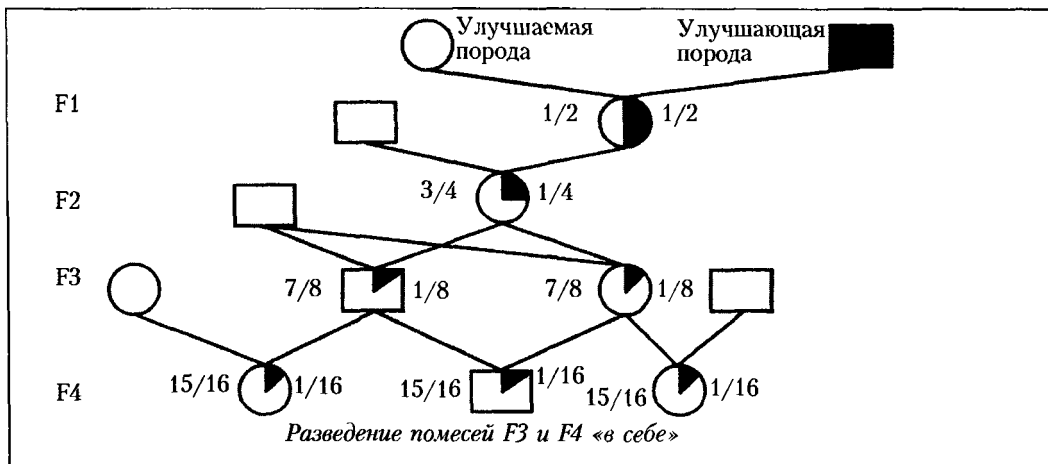 Улучшаемая порода
Улучшающая порода
F1
1/2 1/2
F2
3/4 1/4
F3
7/8 1/8 7/8 1/8
F4
15/16 1/16 15/16 1/16 15/16 1/16
Разведение помесей F3 и F4 «в себе»